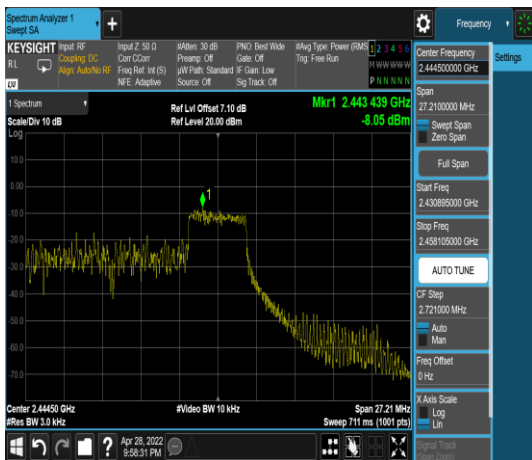 Spectrum Analyzer 1
Swept SA
Frequency
KEYSIGHT
RL
Input: RF
Coupling: DC
Align: Auto/No RF
Input Z: 50 Ω
Corr CCorr
Freq Ref: Int (S)
NFE: Adaptive
#Atten: 30 dB
Preamp: Off
µW Path: Standard
Source: Off
PNO: Best Wide
Gate: Off
IF Gain: Low
Sig Track: Off
#Avg Type: Power (RMS
Trig: Free Run
1 2 3 4 5 6
M W W W W W
P N N N N N
Center Frequency
2.444500000 GHz
Settings
Span
27.2100000 MHz
Swept Span
Zero Span
Full Span
Start Freq
2.430895000 GHz
Stop Freq
2.458105000 GHz
AUTO TUNE
CF Step
2.721000 MHz
Auto
Man
Freq Offset
0 Hz
X Axis Scale
Log
Lin
Signal Track
(Span Zoom)
1 Spectrum
Scale/Div 10 dB
Ref Lvl Offset 7.10 dB
Ref Level 20.00 dBm
Mkr1 2.443 439 GHz
-8.05 dBm
Log
10.0
0.00
-10.0
-20.0
-30.0
-40.0
-50.0
-60.0
-70.0
1
Center 2.44450 GHz
#Res BW 3.0 kHz
#Video BW 10 kHz
Span 27.21 MHz
Sweep 711 ms (1001 pts)
Apr 28, 2022
9:58:31 PM